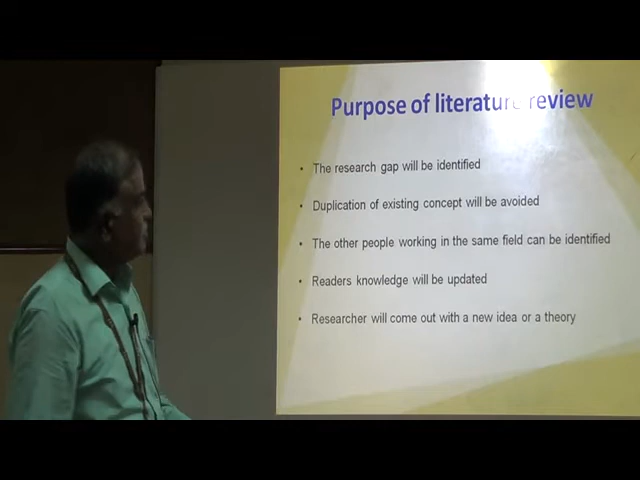 Purpose of literature review
• The research gap will be identified
• Duplication of existing concept will be avoided
• The other people working in the same field can be identified
• Readers knowledge will be updated
• Researcher will come out with a new idea or a theory